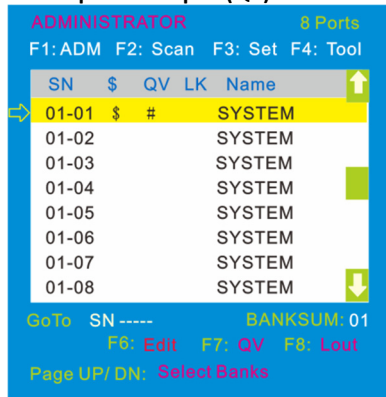 ADMINISTRATOR 8 Ports
F1: ADM F2: Scan F3: Set F4: Tool
SN $ QV LK Name
01-01 $ # SYSTEM
01-02 SYSTEM
01-03 SYSTEM
01-04 SYSTEM
01-05 SYSTEM
01-06 SYSTEM
01-07 SYSTEM
01-08 SYSTEM
GoTo SN ----- BANKSUM: 01
F6: Edit F7: QV F8: Lout
Page UP/ DN: Select Banks